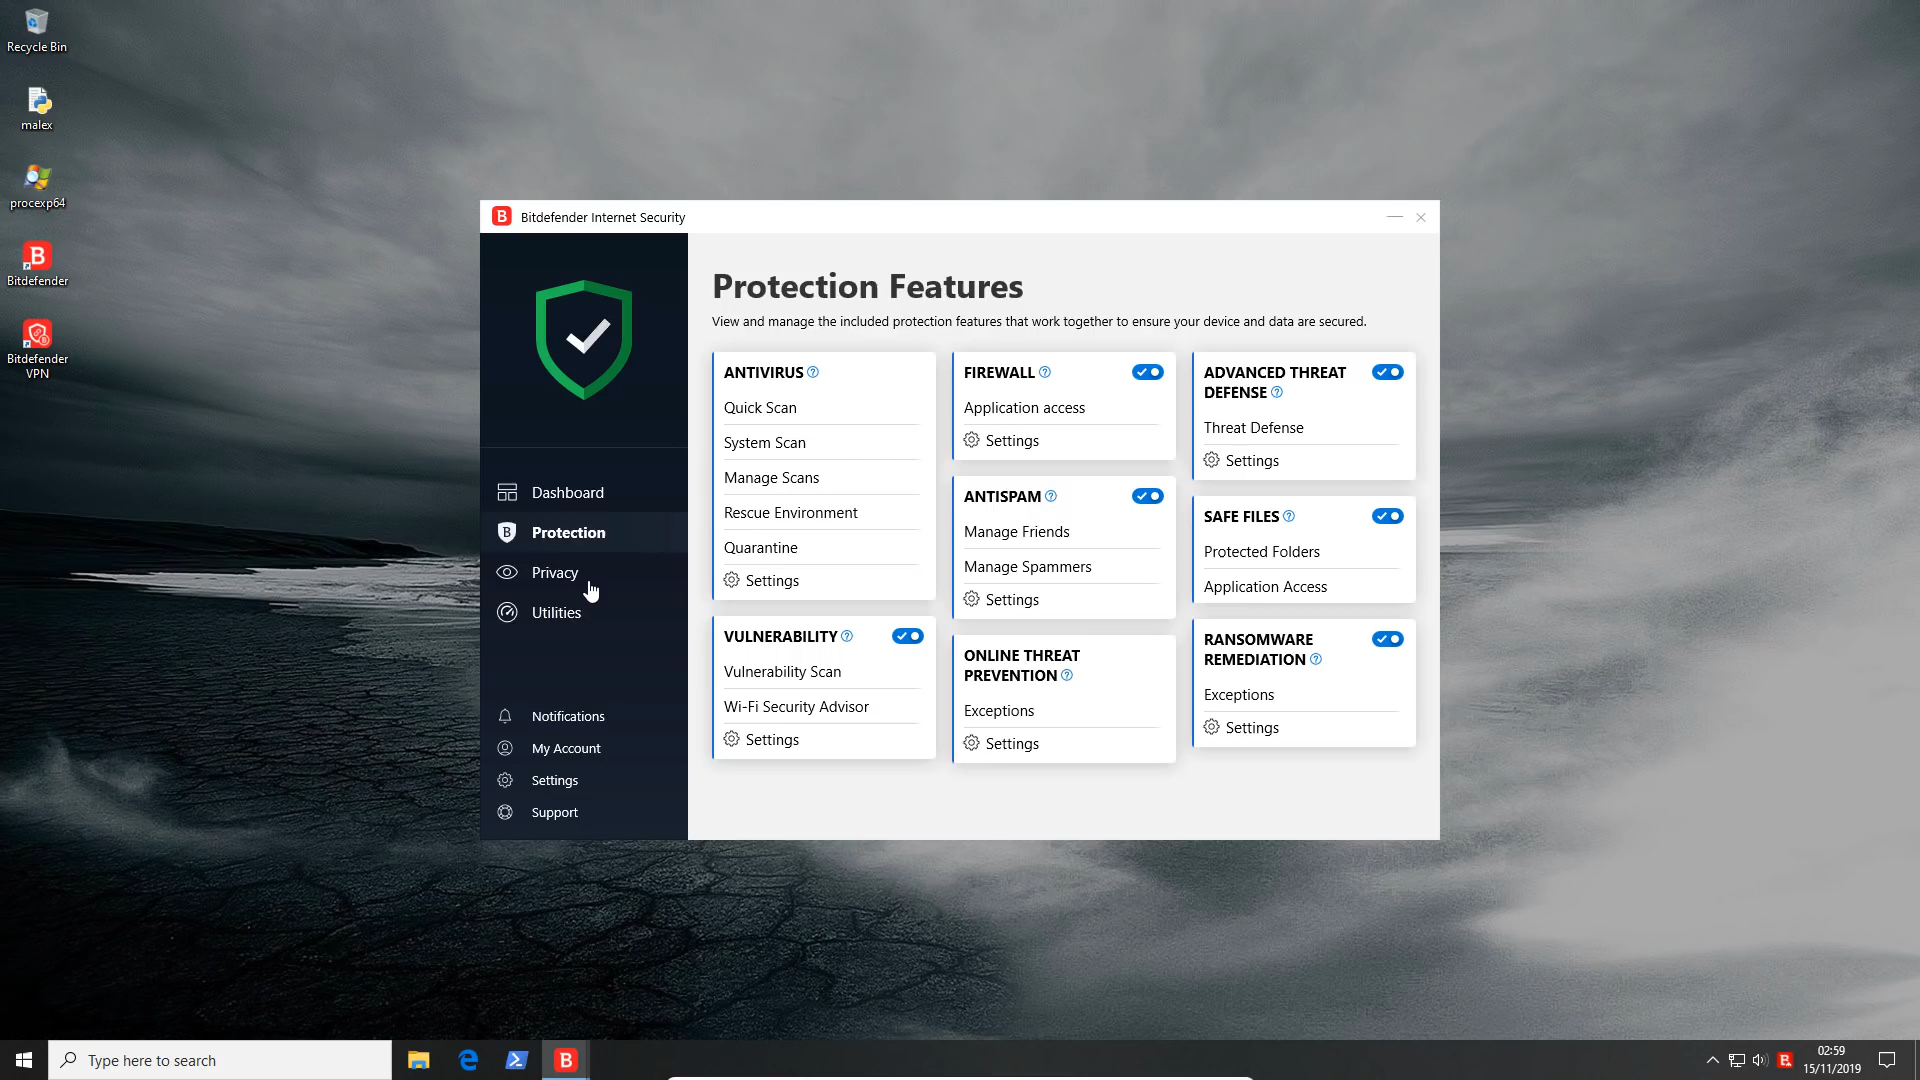 Recycle Bin
malex
procexp64
Bitdefender
Bitdefender
VPN
B Bitdefender Internet Security
Dashboard
B Protection
Privacy
Utilities
Notifications
My Account
Settings
Support
Protection Features
View and manage the included protection features that work together to ensure your device and data are secured.
ANTIVIRUS ?
Quick Scan
System Scan
Manage Scans
Rescue Environment
Quarantine
Settings
VULNERABILITY ?
Vulnerability Scan
Wi-Fi Security Advisor
Settings
FIREWALL ?
Application access
Settings
ANTISPAM ?
Manage Friends
Manage Spammers
Settings
ONLINE THREAT
PREVENTION ?
Exceptions
Settings
ADVANCED THREAT
DEFENSE ?
Threat Defense
Settings
SAFE FILES ?
Protected Folders
Application Access
RANSOMWARE
REMEDIATION ?
Exceptions
Settings
Type here to search
B
02:59
15/11/2019